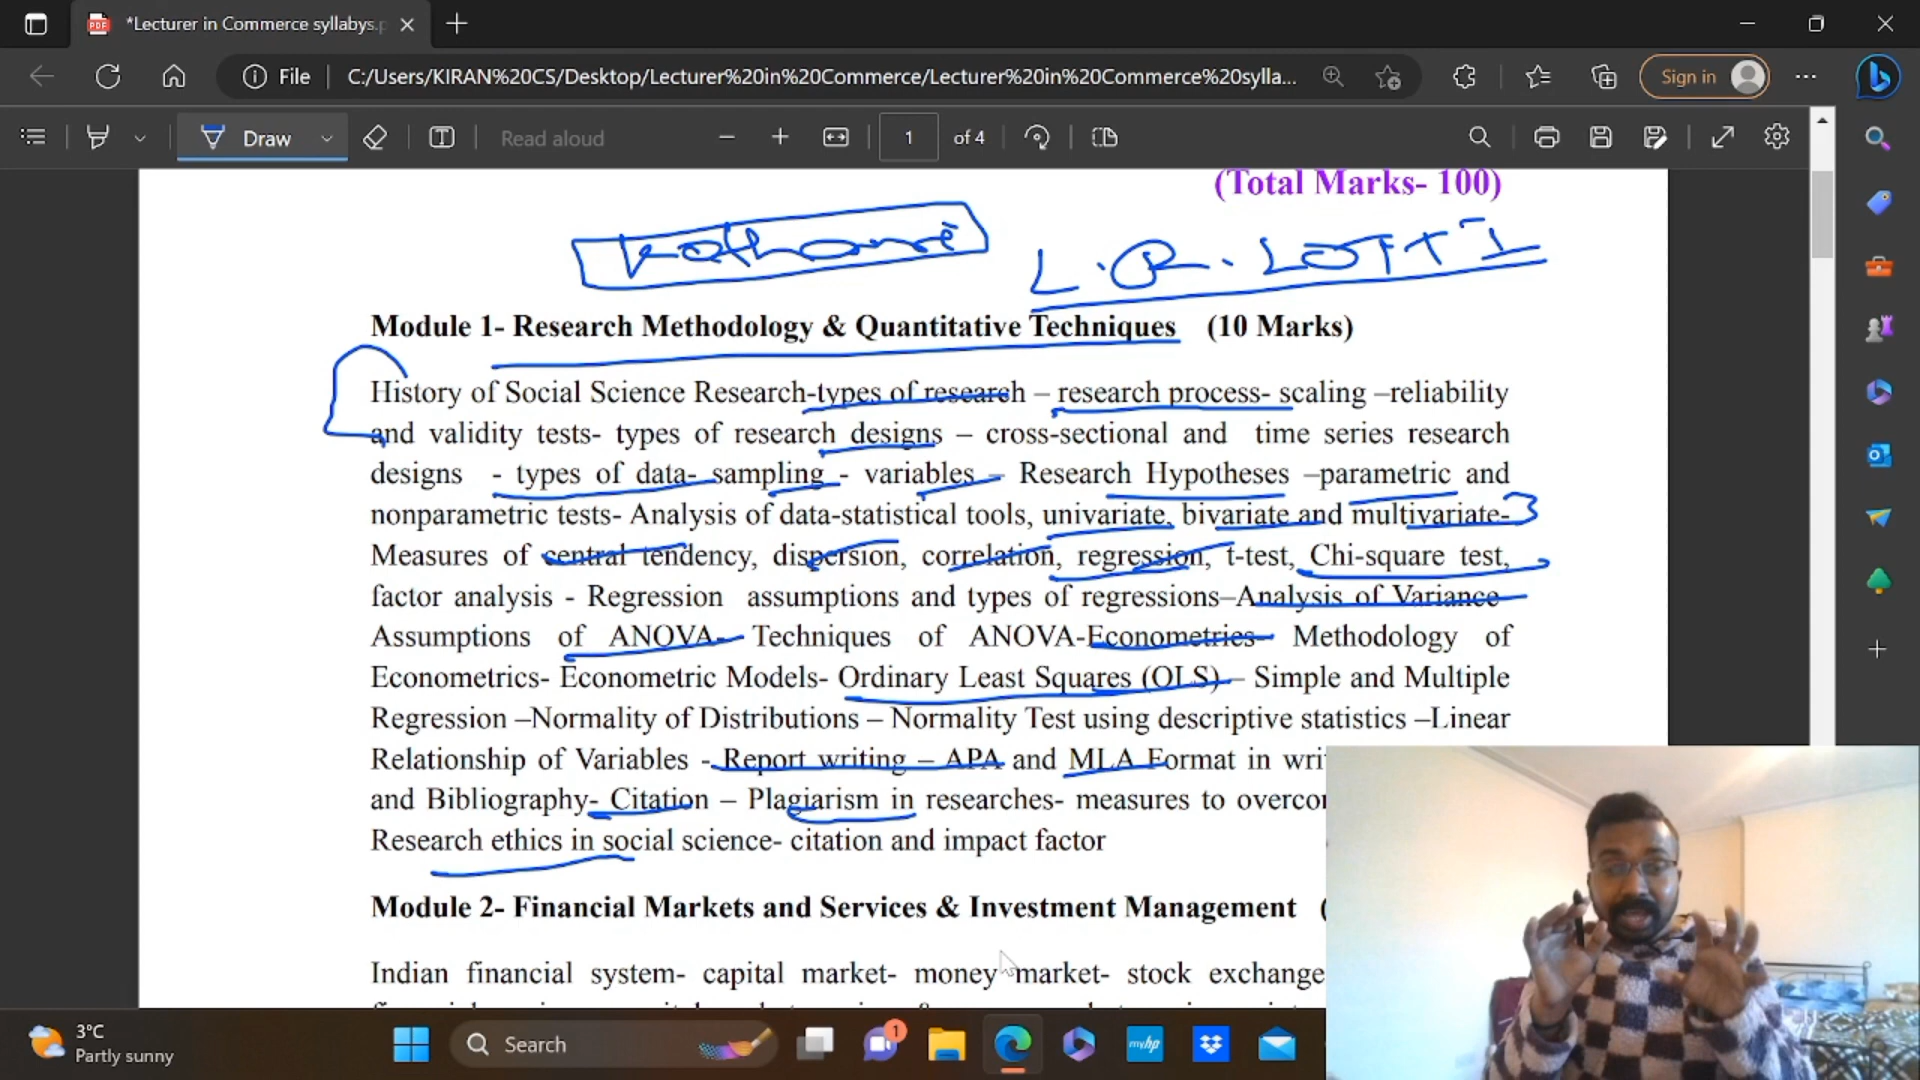 *Lecturer in Commerce syllabys.p
File
C:/Users/KIRAN%20CS/Desktop/Lecturer%20in%20Commerce/Lecturer%20in%20Commerce%20sylla...
Sign in
Draw
Read aloud
1 of 4
(Total Marks- 100)
L.R. LOTTI
Module 1- Research Methodology & Quantitative Techniques (10 Marks)
History of Social Science Research-types of research – research process- scaling –reliability
and validity tests- types of research designs – cross-sectional and time series research
designs - types of data- sampling - variables – Research Hypotheses –parametric and
nonparametric tests- Analysis of data-statistical tools, univariate, bivariate and multivariate-
Measures of central tendency, dispersion, correlation, regression, t-test, Chi-square test,
factor analysis - Regression assumptions and types of regressions–Analysis of Variance
Assumptions of ANOVA- Techniques of ANOVA-Econometrics- Methodology of
Econometrics- Econometric Models- Ordinary Least Squares (OLS) – Simple and Multiple
Regression –Normality of Distributions – Normality Test using descriptive statistics –Linear
Relationship of Variables - Report writing – APA and MLA Format in wri
and Bibliography- Citation – Plagiarism in researches- measures to overco
Research ethics in social science- citation and impact factor
Module 2- Financial Markets and Services & Investment Management (
Indian financial system- capital market- money market- stock exchange
3°C
Partly sunny
Search
1
myhp